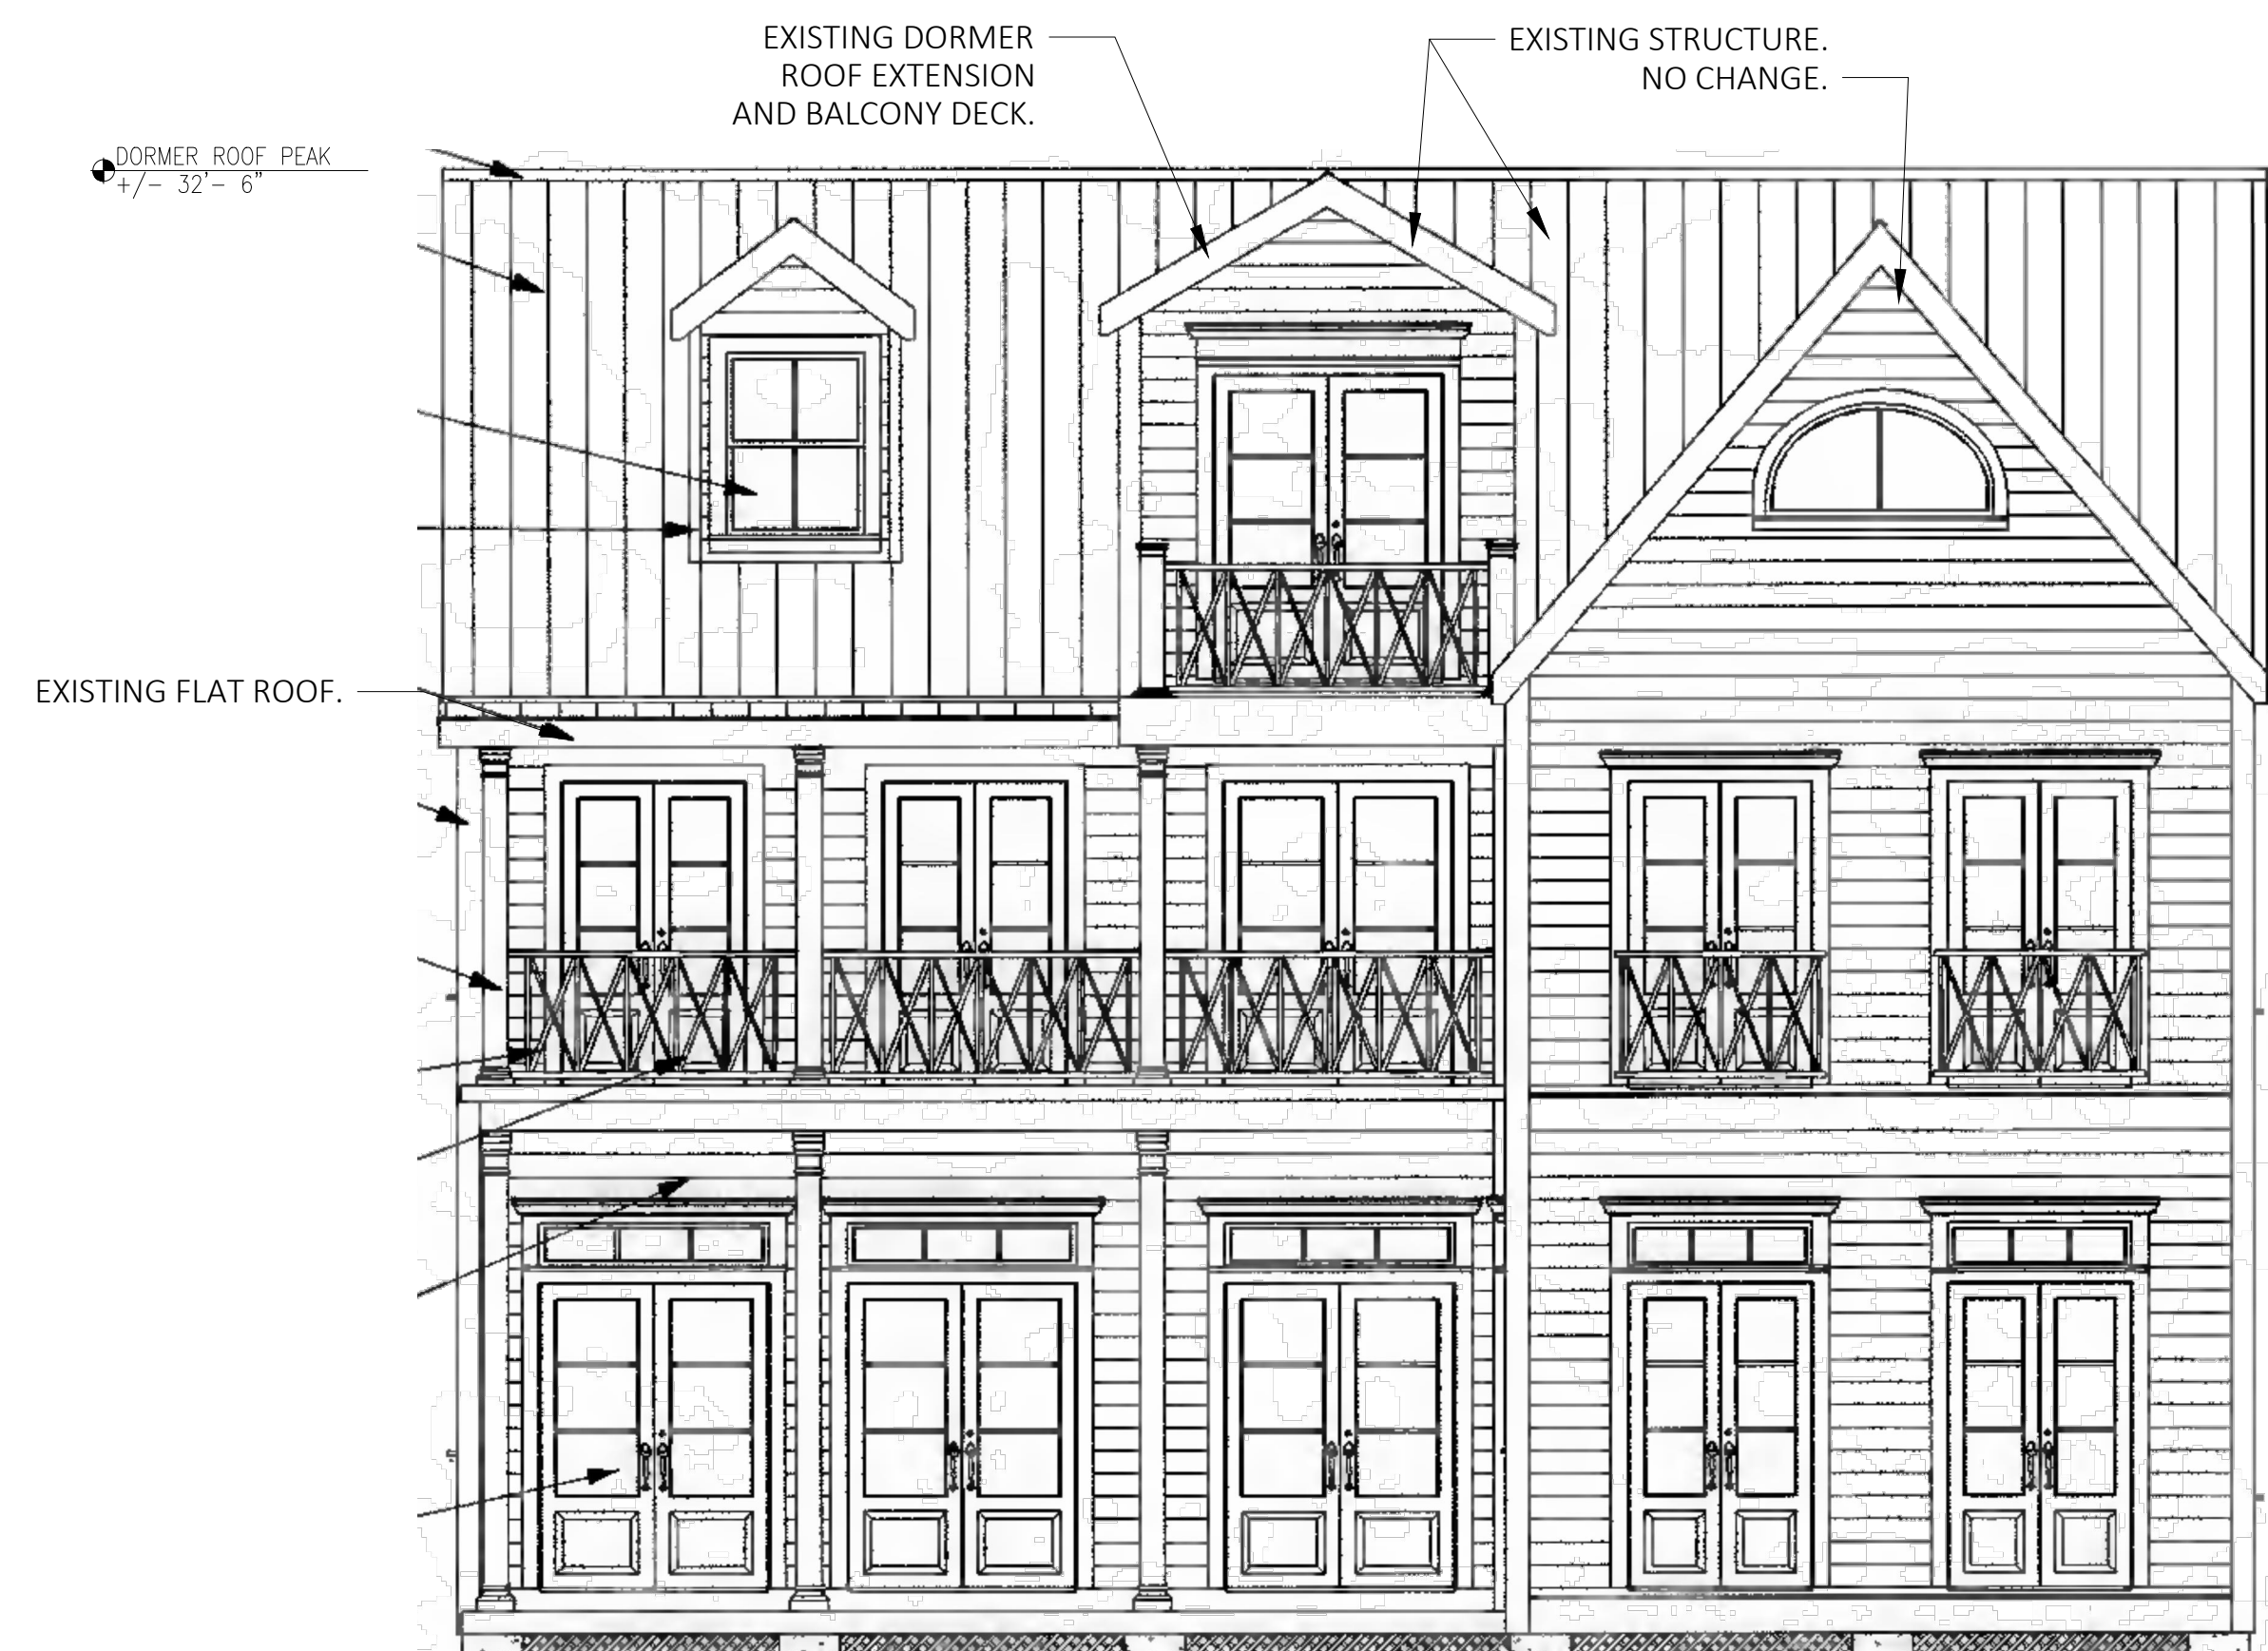 EXISTING DORMER
ROOF EXTENSION
AND BALCONY DECK.
EXISTING STRUCTURE.
NO CHANGE.
DORMER ROOF PEAK
+/- 32'- 6"
EXISTING FLAT ROOF.